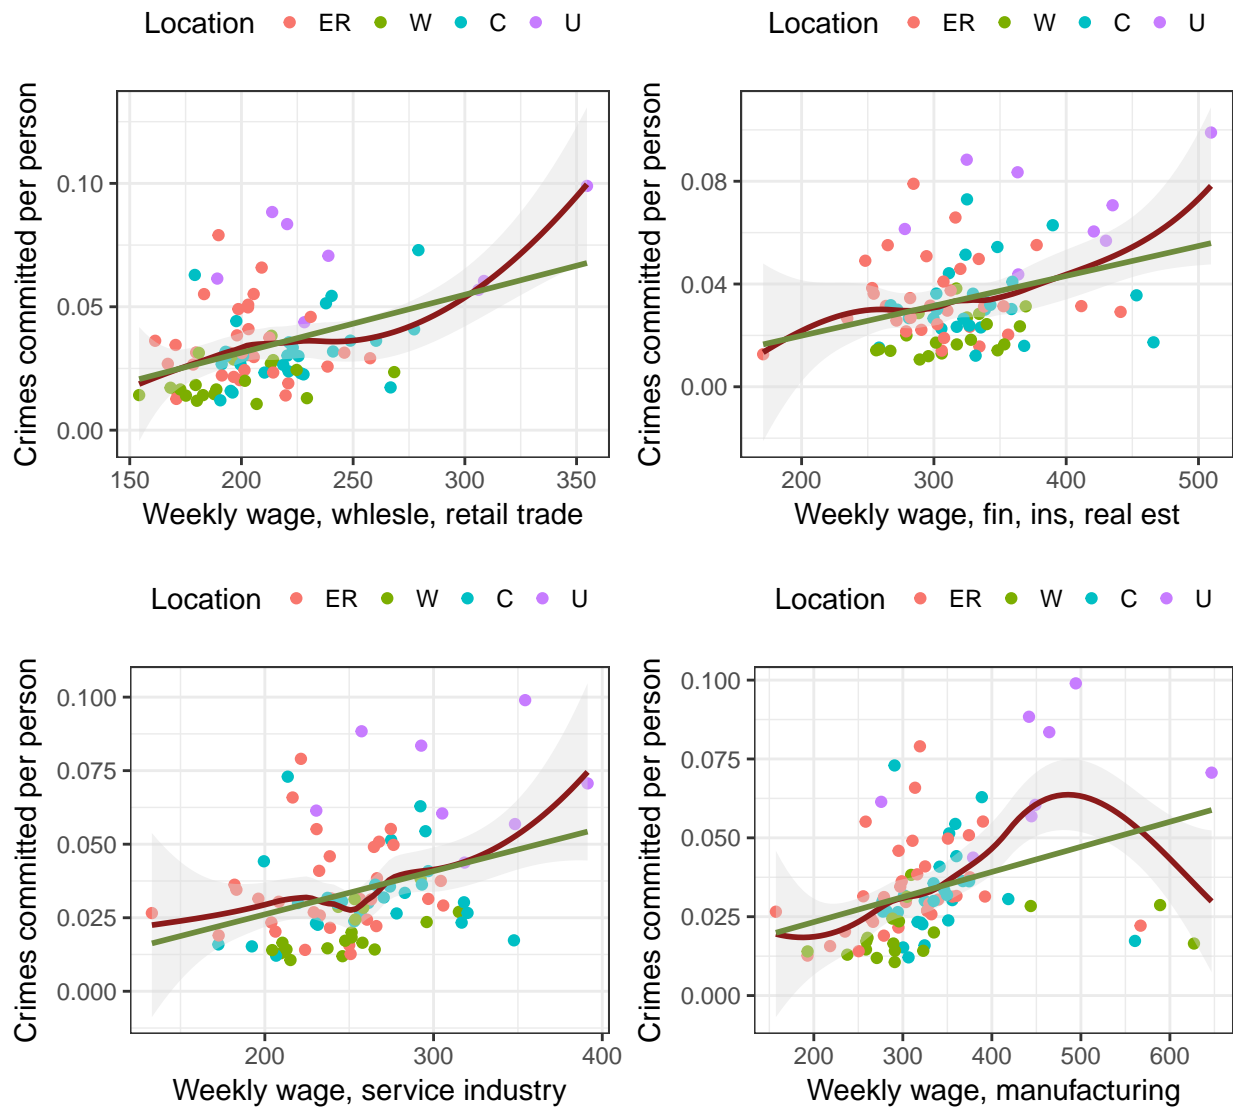 Location ER W C U
Crimes committed per person
0.10
0.05
0.00
150 200 250 300 350
Weekly wage, whlesle, retail trade
Location ER W C U
Crimes committed per person
0.08
0.04
0.00
200 300 400 500
Weekly wage, fin, ins, real est
Location ER W C U
Crimes committed per person
0.100
0.075
0.050
0.025
0.000
200 300 400
Weekly wage, service industry
Location ER W C U
Crimes committed per person
0.100
0.075
0.050
0.025
0.000
200 300 400 500 600
Weekly wage, manufacturing